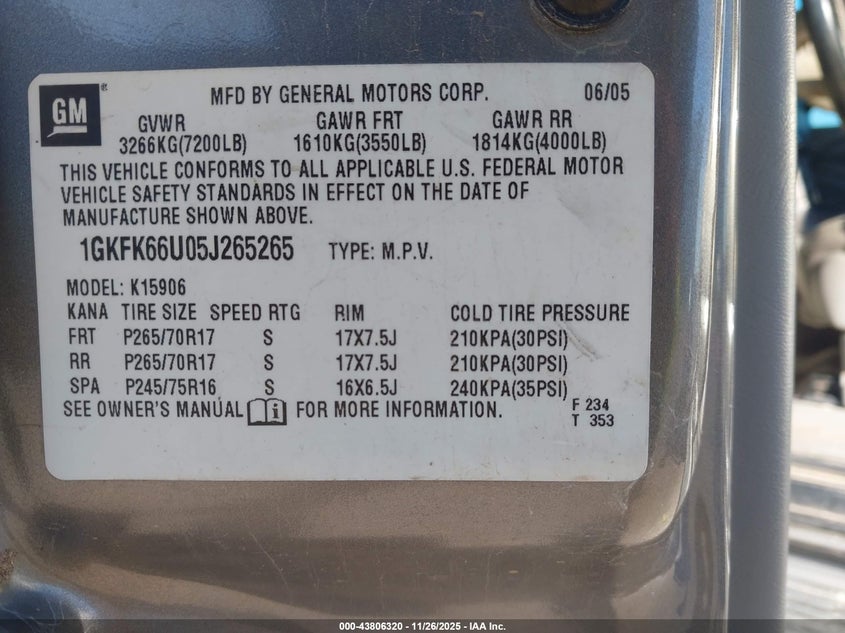 GM
MFD BY GENERAL MOTORS CORP. 06/05
GVWR GAWR FRT GAWR RR
3266KG(7200LB) 1610KG(3550LB) 1814KG(4000LB)
THIS VEHICLE CONFORMS TO ALL APPLICABLE U.S. FEDERAL MOTOR
VEHICLE SAFETY STANDARDS IN EFFECT ON THE DATE OF
MANUFACTURE SHOWN ABOVE.
1GKFK66U05J265265 TYPE: M.P.V.
MODEL: K15906
KANA TIRE SIZE SPEED RTG RIM COLD TIRE PRESSURE
FRT P265/70R17 S 17X7.5J 210KPA(30PSI)
RR P265/70R17 S 17X7.5J 210KPA(30PSI)
SPA P245/75R16 S 16X6.5J 240KPA(35PSI)
SEE OWNER'S MANUAL FOR MORE INFORMATION.
F 234
T 353
000-43806320 | 11/26/2025 - IAA Inc.